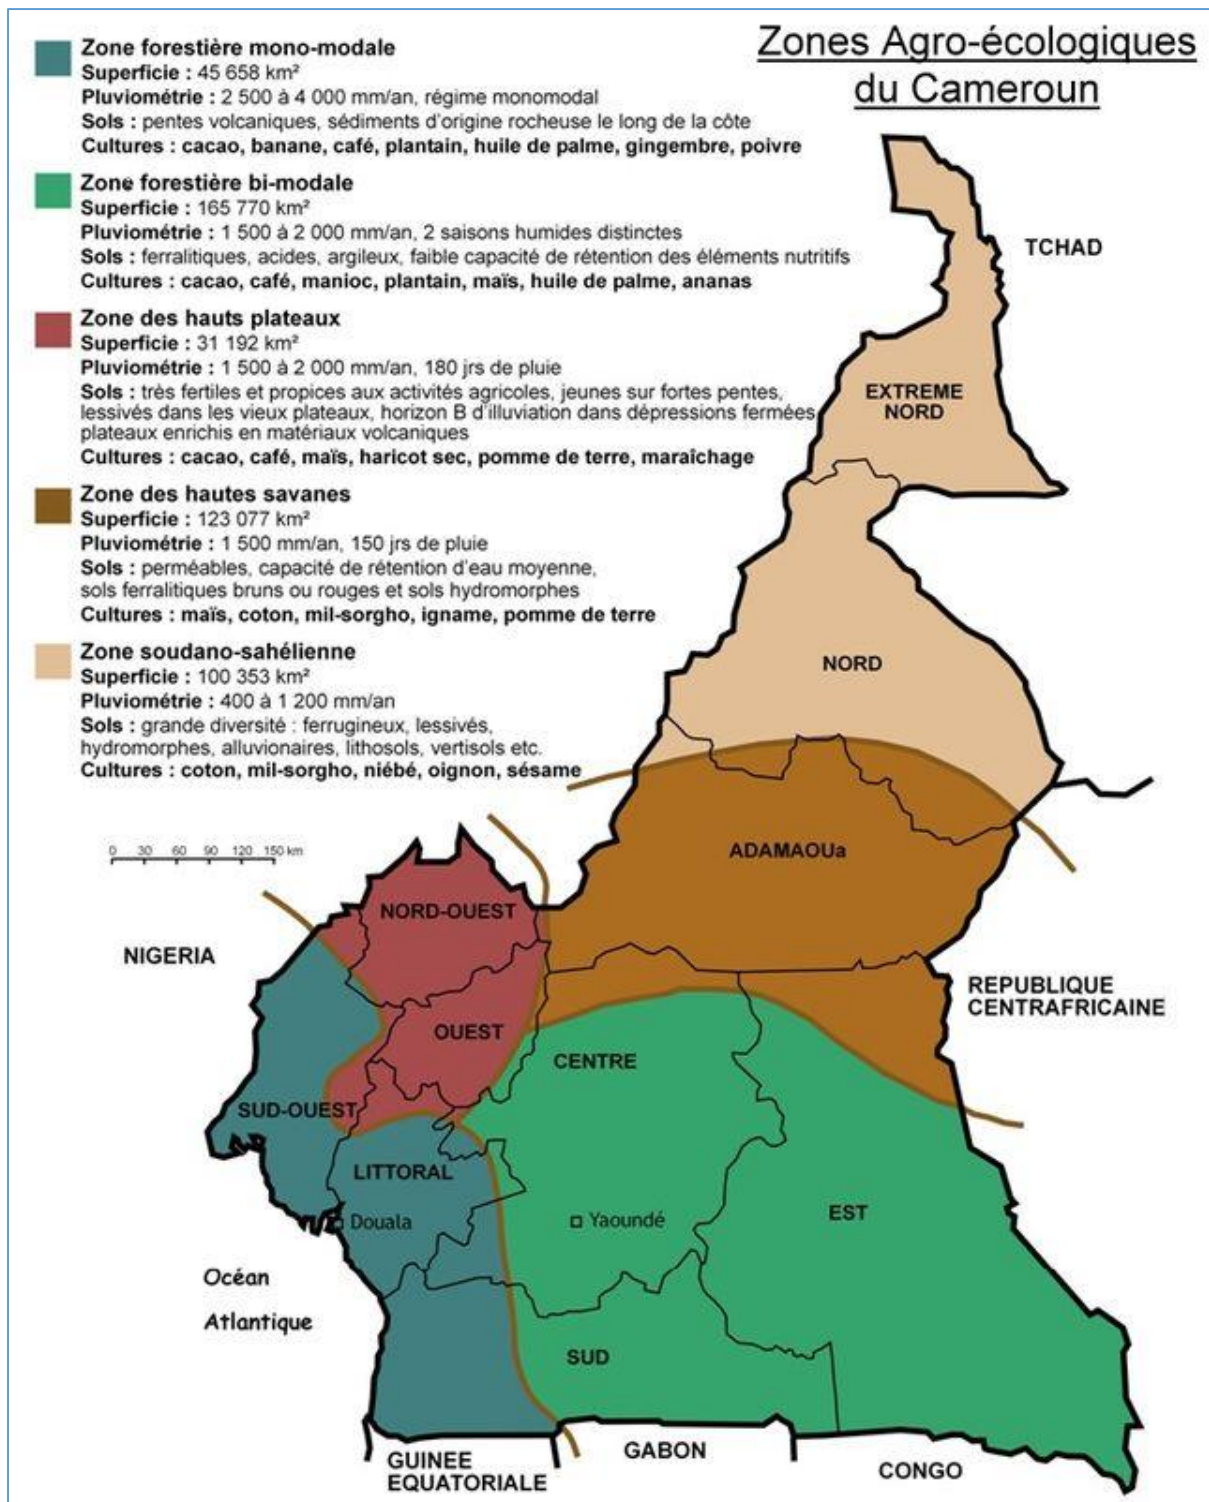 Zones Agro-écologiques
du Cameroun
Zone forestière mono-modale
Superficie : 45 658 km²
Pluviométrie : 2 500 à 4 000 mm/an, régime monomodal
Sols : pentes volcaniques, sédiments d'origine rocheuse le long de la côte
Cultures : cacao, banane, café, plantain, huile de palme, gingembre, poivre
Zone forestière bi-modale
Superficie : 165 770 km²
Pluviométrie : 1 500 à 2 000 mm/an, 2 saisons humides distinctes
Sols : ferralitiques, acides, argileux, faible capacité de rétention des éléments nutritifs
Cultures : cacao, café, manioc, plantain, maïs, huile de palme, ananas
Zone des hauts plateaux
Superficie : 31 192 km²
Pluviométrie : 1 500 à 2 000 mm/an, 180 jrs de pluie
Sols : très fertiles et propices aux activités agricoles, jeunes sur fortes pentes,
lessivés dans les vieux plateaux, horizon B d'illuviation dans dépressions fermées
plateaux enrichis en matériaux volcaniques
Cultures : cacao, café, maïs, haricot sec, pomme de terre, maraîchage
Zone des hautes savanes
Superficie : 123 077 km²
Pluviométrie : 1 500 mm/an, 150 jrs de pluie
Sols : perméables, capacité de rétention d'eau moyenne,
sols ferralitiques bruns ou rouges et sols hydromorphes
Cultures : maïs, coton, mil-sorgho, igname, pomme de terre
Zone soudano-sahélienne
Superficie : 100 353 km²
Pluviométrie : 400 à 1 200 mm/an
Sols : grande diversité : ferrugineux, lessivés,
hydromorphes, alluvionaires, lithosols, vertisols etc.
Cultures : coton, mil-sorgho, niébé, oignon, sésame
0 30 60 90 120 150 km
TCHAD
EXTREME
NORD
NORD
ADAMAOUa
NORD-OUEST
NIGERIA
REPUBLIQUE
CENTRAFRICAINE
OUEST
CENTRE
SUD-OUEST
LITTORAL
Douala
Yaoundé
EST
Océan
Atlantique
SUD
GUINEE
EQUATORIALE
GABON
CONGO